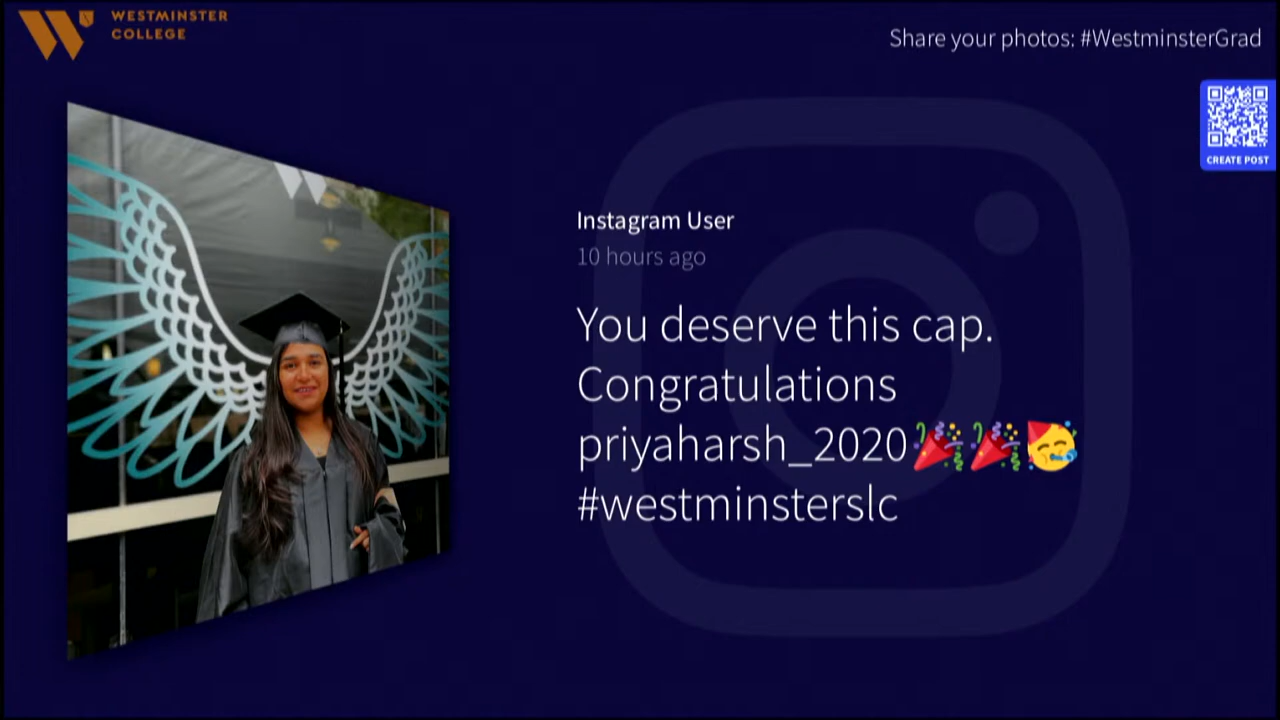 WESTMINSTER
COLLEGE
Share your photos: #WestminsterGrad
CREATE POST
Instagram User
10 hours ago
You deserve this cap.
Congratulations
priyaharsh_2020🎉🎉🥳
#westminsterslc